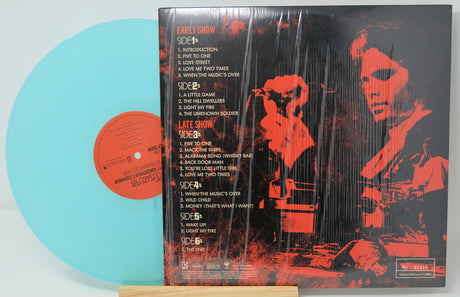 EARLY SHOW
SIDE 1:
1. INTRODUCTION
2. FIVE TO ONE
3. LOVE STREET
4. LOVE ME TWO TIMES
5. WHEN THE MUSIC'S OVER
SIDE 2:
1. A LITTLE GAME
2. THE HILL DWELLERS
3. LIGHT MY FIRE
4. THE UNKNOWN SOLDIER
LATE SHOW
SIDE 3:
1. FIVE TO ONE
2. MACK THE KNIFE
3. ALABAMA SONG (WHISKY BAR)
4. BACK DOOR MAN
5. YOU'RE LOST LITTLE GIRL
6. LOVE ME TWO TIMES
SIDE 4:
1. WHEN THE MUSIC'S OVER
2. WILD CHILD
3. MONEY (THAT'S WHAT I WANT)
SIDE 5:
1. WAKE UP!
2. LIGHT MY FIRE
SIDE 6:
1. THE END